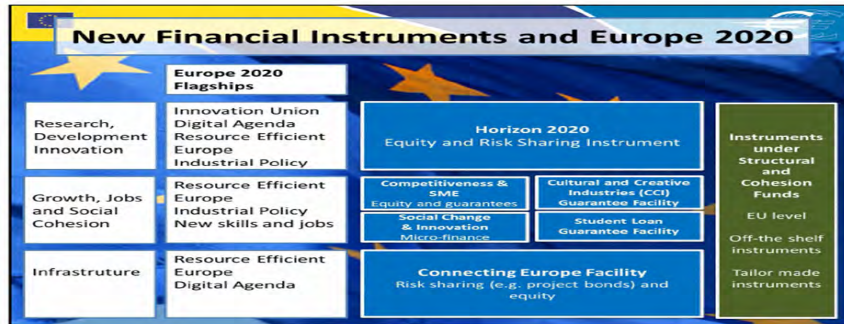 New Financial Instruments and Europe 2020
Europe 2020
Flagships
Research,
Development
Innovation
Innovation Union
Digital Agenda
Resource Efficient
Europe
Industrial Policy
Horizon 2020
Equity and Risk Sharing Instrument
Growth, Jobs
and Social
Cohesion
Resource Efficient
Europe
Industrial Policy
New skills and jobs
Competitiveness &
SME
Equity and guarantees
Cultural and Creative
Industries (CCI)
Guarantee Facility
Social Change
& Innovation
Micro-finance
Student Loan
Guarantee Facility
Infrastruture
Resource Efficient
Europe
Digital Agenda
Connecting Europe Facility
Risk sharing (e.g. project bonds) and
equity
Instruments
under
Structural
and
Cohesion
Funds
EU level
Off-the shelf
instruments
Tailor made
instruments